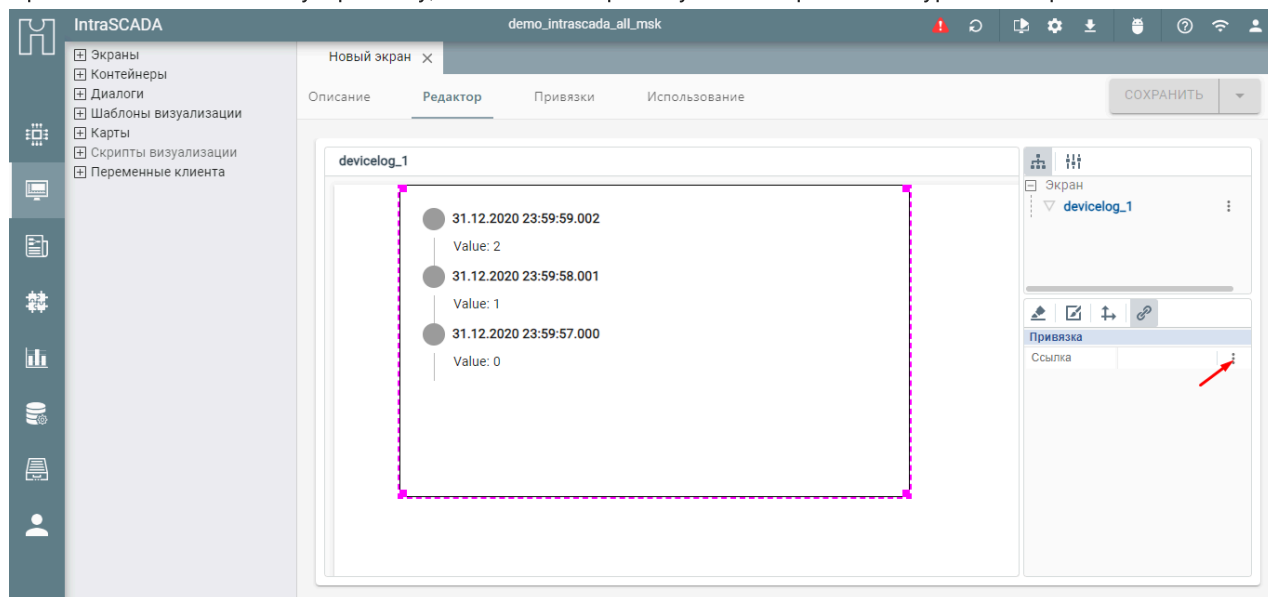 IntraSCADA
demo_intrascada_all_msk
Экраны
Контейнеры
Диалоги
Шаблоны визуализации
Карты
Скрипты визуализации
Переменные клиента
Новый экран
Описание
Редактор
Привязки
Использование
СОХРАНИТЬ
devicelog_1
31.12.2020 23:59:59.002
Value: 2
31.12.2020 23:59:58.001
Value: 1
31.12.2020 23:59:57.000
Value: 0
Экран
devicelog_1
Привязка
Ссылка